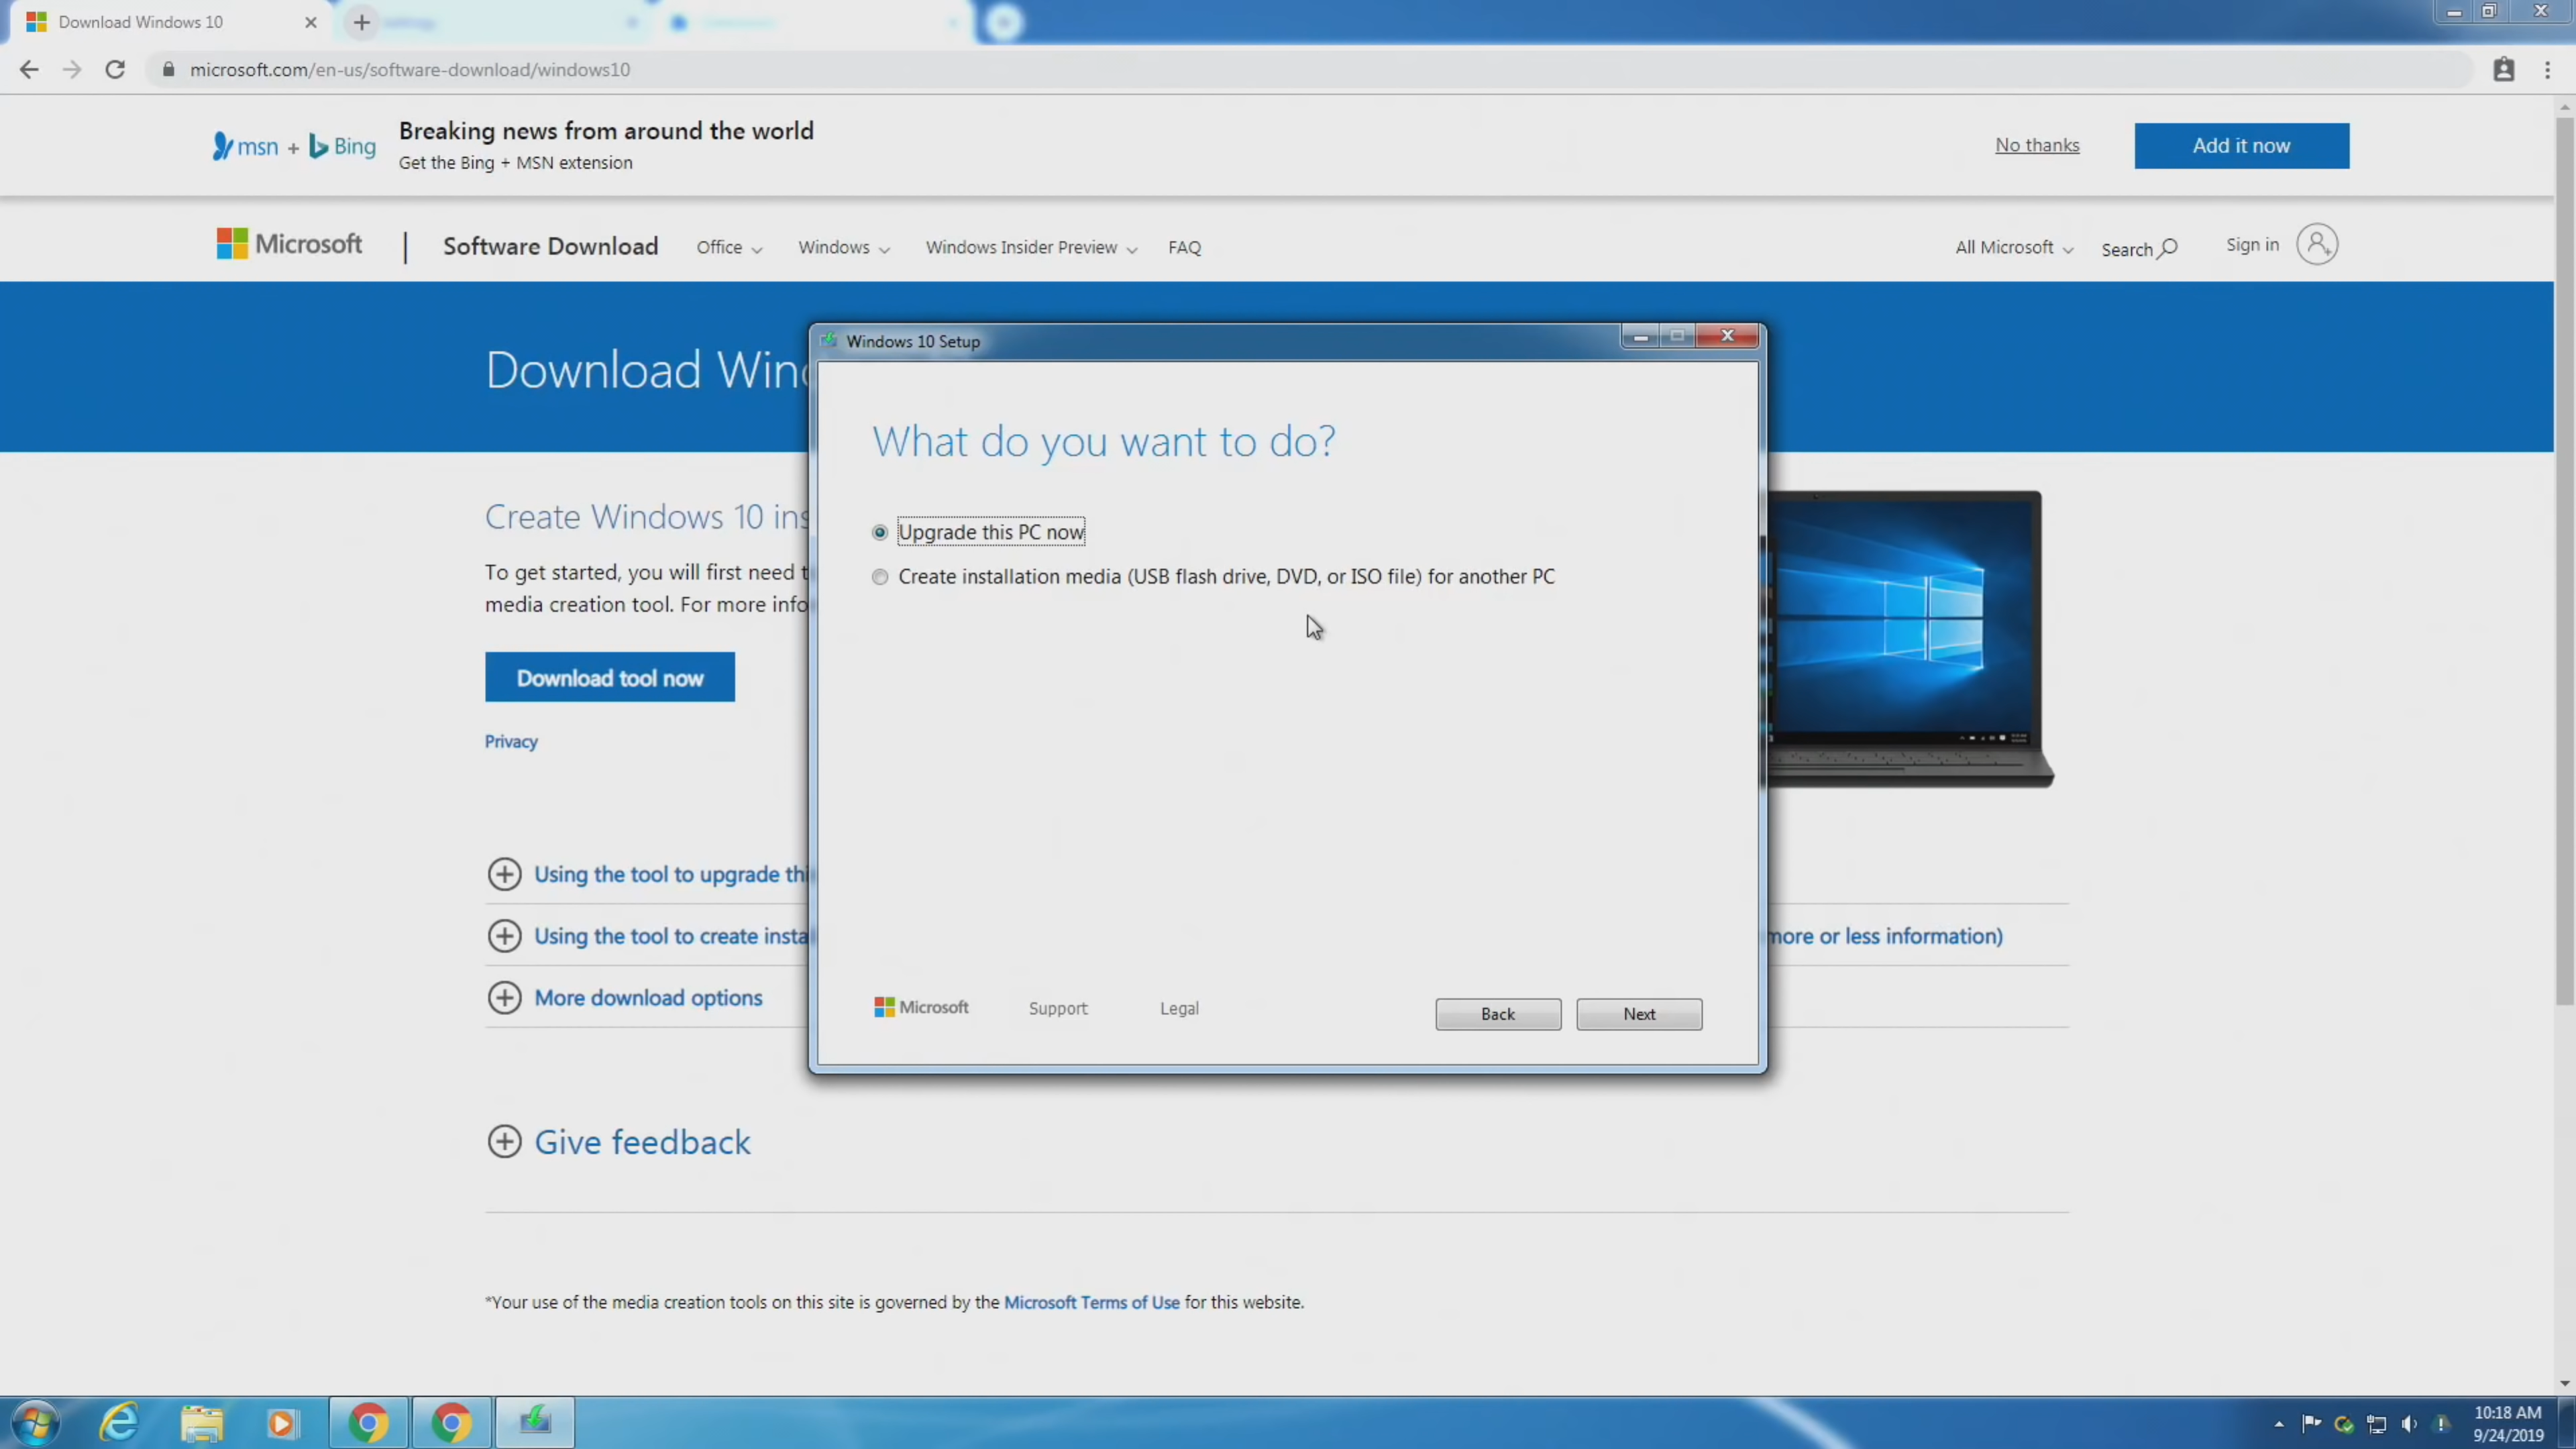 Download Windows 10
microsoft.com/en-us/software-download/windows10
msn + Bing
Breaking news from around the world
Get the Bing + MSN extension
No thanks
Add it now
Microsoft
Software Download
Office
Windows
Windows Insider Preview
FAQ
All Microsoft
Search
Sign in
Download Wind
Create Windows 10 ins
To get started, you will first need t
media creation tool. For more info
Download tool now
Privacy
Using the tool to upgrade thi
Using the tool to create insta
more or less information)
More download options
Give feedback
*Your use of the media creation tools on this site is governed by the Microsoft Terms of Use for this website.
Windows 10 Setup
What do you want to do?
Upgrade this PC now
Create installation media (USB flash drive, DVD, or ISO file) for another PC
Microsoft
Support
Legal
Back
Next
10:18 AM
9/24/2019